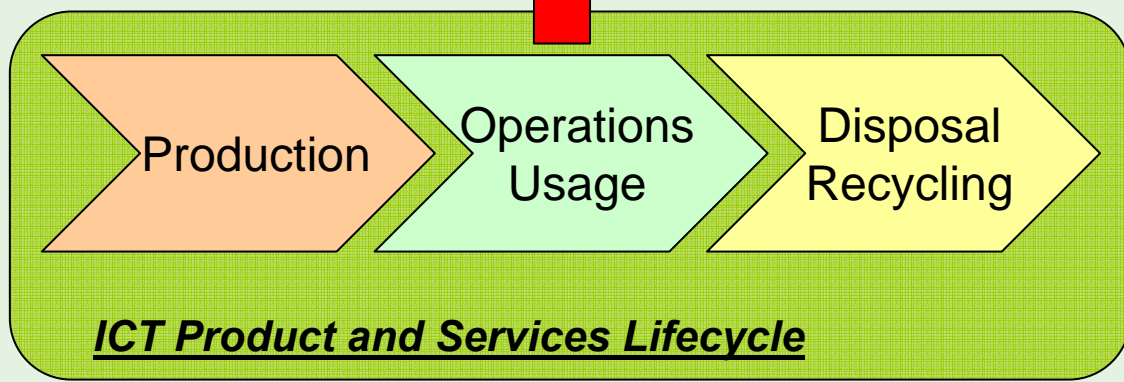 Production
Operations
Usage
Disposal
Recycling
ICT Product and Services Lifecycle